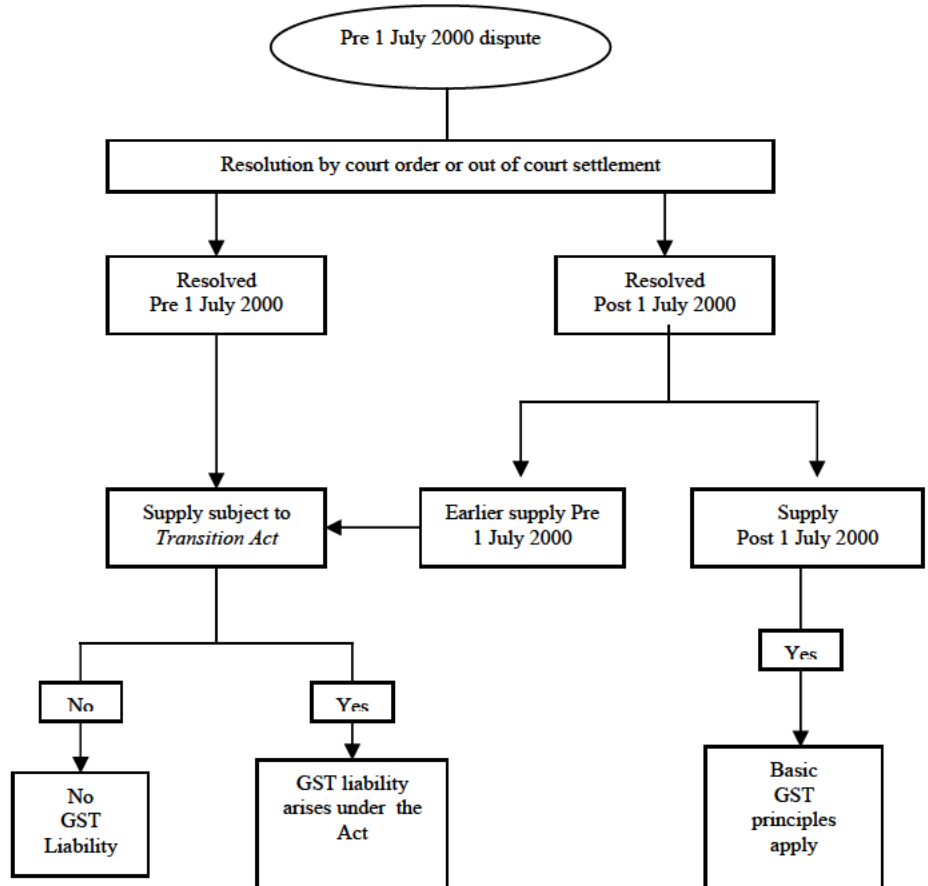 Pre 1 July 2000 dispute
Resolution by court order or out of court settlement
Resolved
Pre 1 July 2000
Resolved
Post 1 July 2000
Supply subject to
Transition Act
Earlier supply Pre
1 July 2000
Supply
Post 1 July 2000
Yes
No
Yes
No
GST
Liability
GST liability
arises under the
Act
Basic
GST
principles
apply